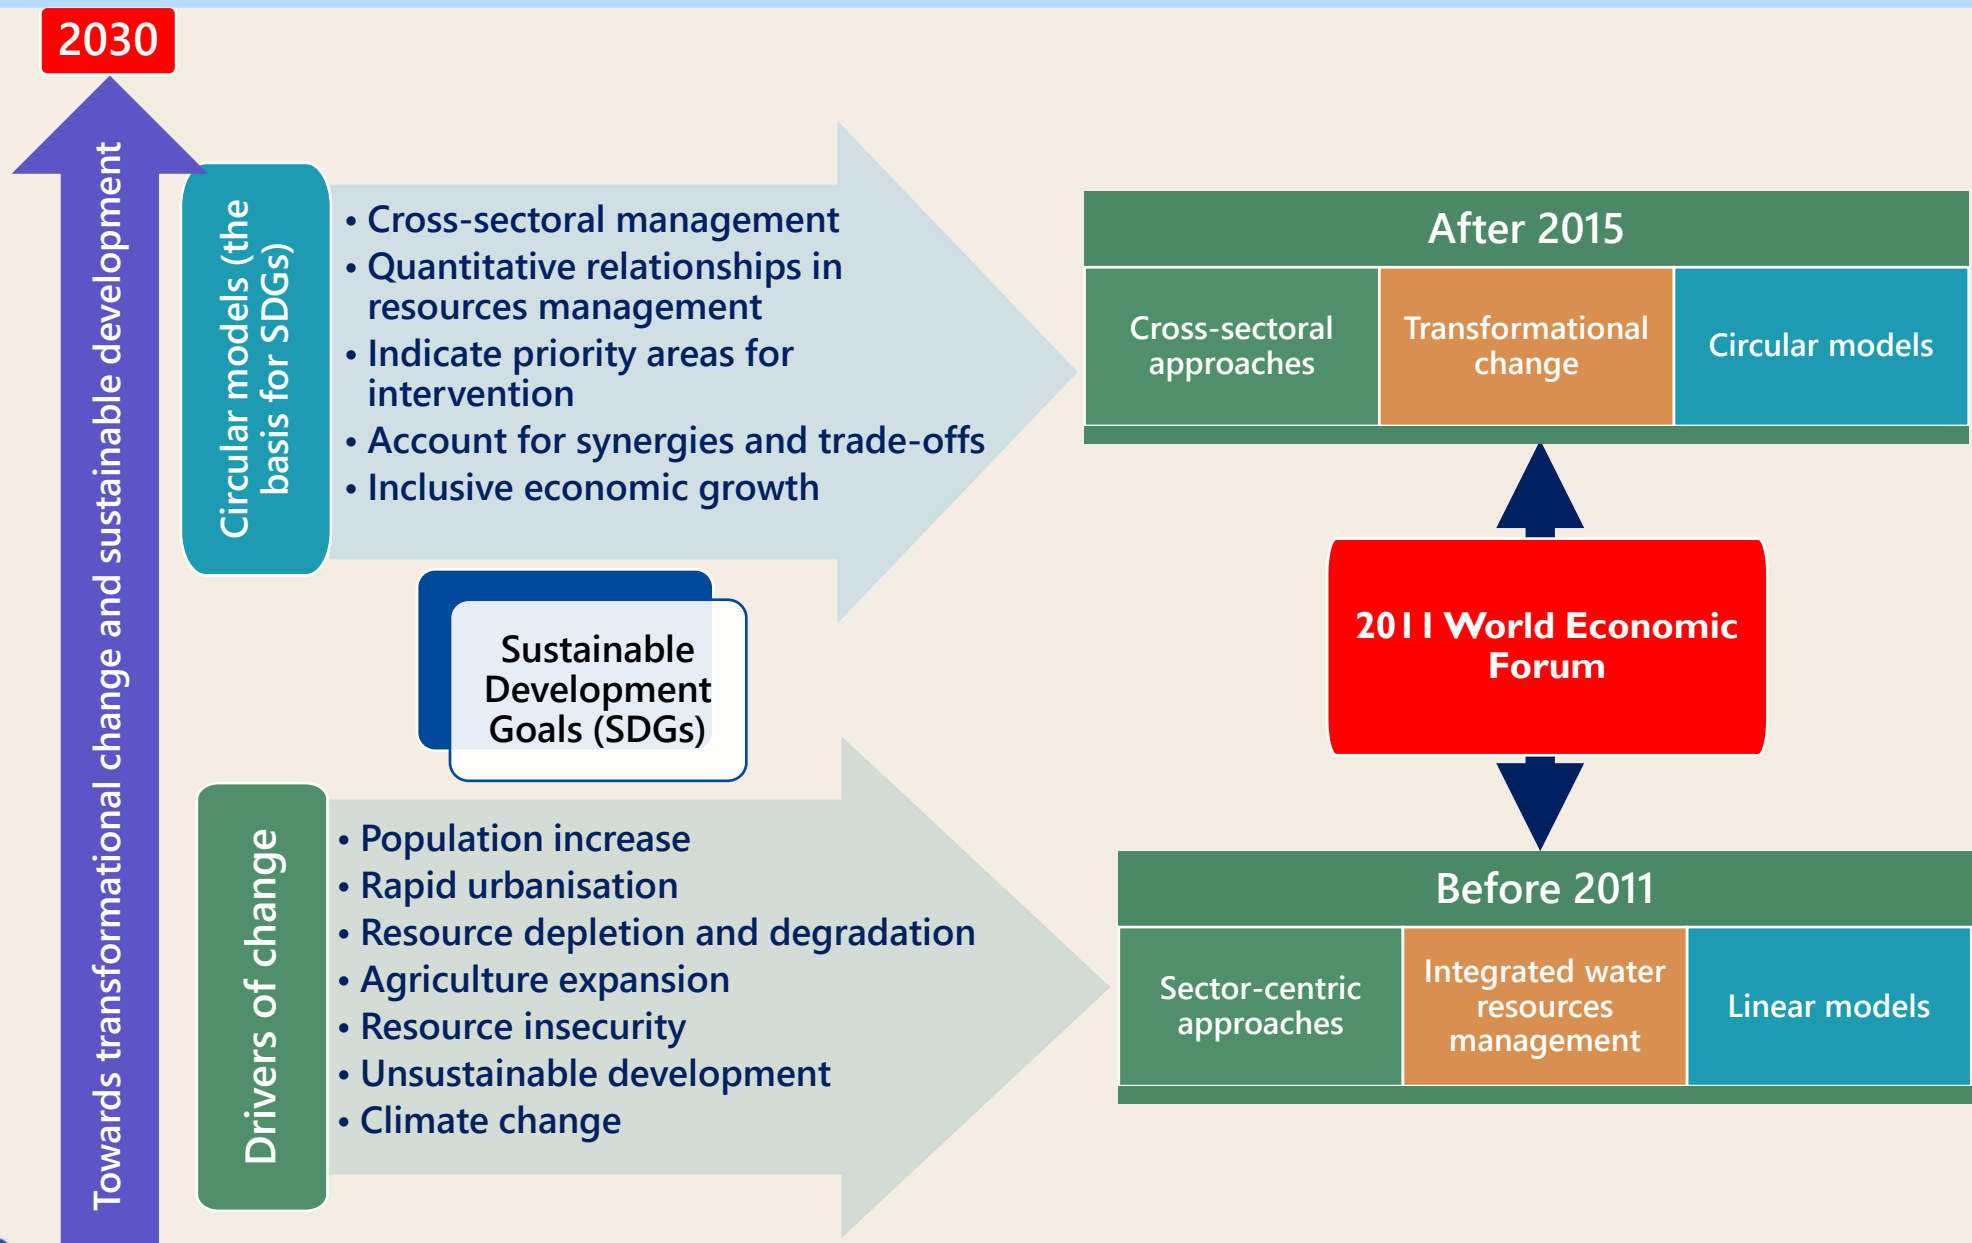 2030
Towards transformational change and sustainable development
Circular models (the
basis for SDGs)
• Cross-sectoral management
• Quantitative relationships in
resources management
• Indicate priority areas for
intervention
• Account for synergies and trade-offs
• Inclusive economic growth
After 2015
Cross-sectoral
approaches
Transformational
change
Circular models
Sustainable
Development
Goals (SDGs)
2011 World Economic
Forum
Drivers of change
• Population increase
• Rapid urbanisation
• Resource depletion and degradation
• Agriculture expansion
• Resource insecurity
• Unsustainable development
• Climate change
Before 2011
Sector-centric
approaches
Integrated water
resources
management
Linear models